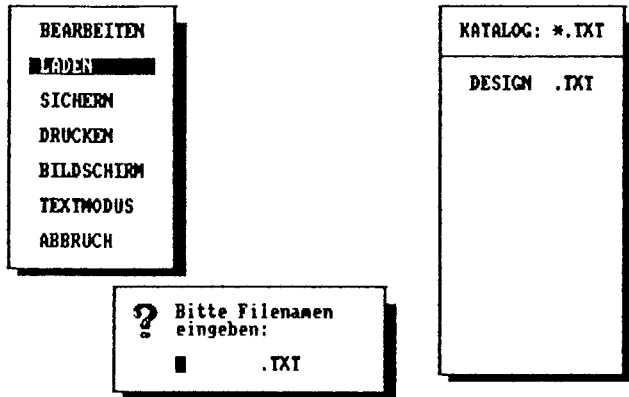 BEARBEITEN
LADEN
SICHERN
DRUCKEN
BILDSCHIRM
TEXTMODUS
ABBRUCH
KATALOG: *.TXT
DESIGN .TXT
? Bitte Filenamen
eingeben:
.TXT